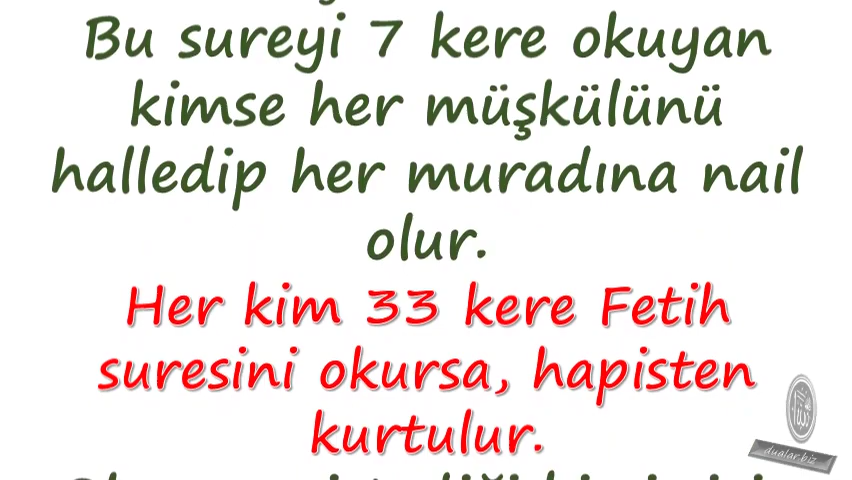 Bu sureyi 7 kere okuyan
kimse her müşkülünü
halledip her muradına nail
olur.
Her kim 33 kere Fetih
suresini okursa, hapisten
kurtulur.
dualar.biz